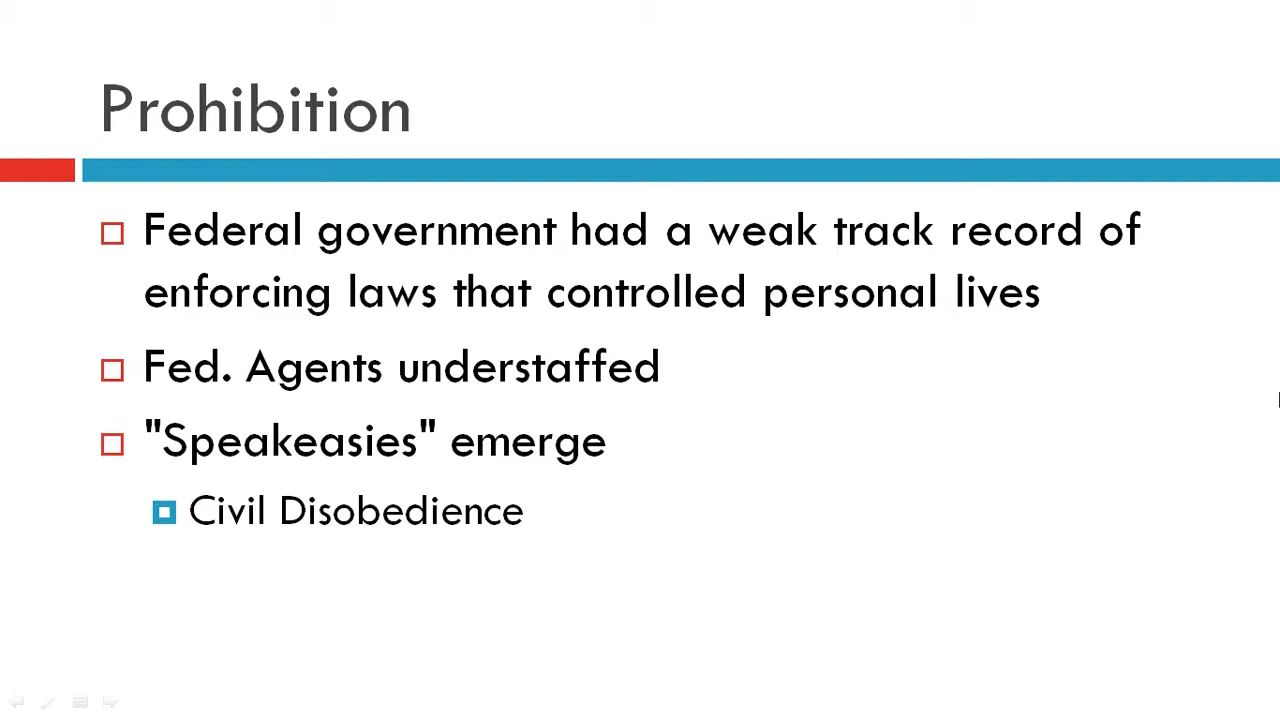 Prohibition
Federal government had a weak track record of
enforcing laws that controlled personal lives
Fed. Agents understaffed
"Speakeasies" emerge
Civil Disobedience